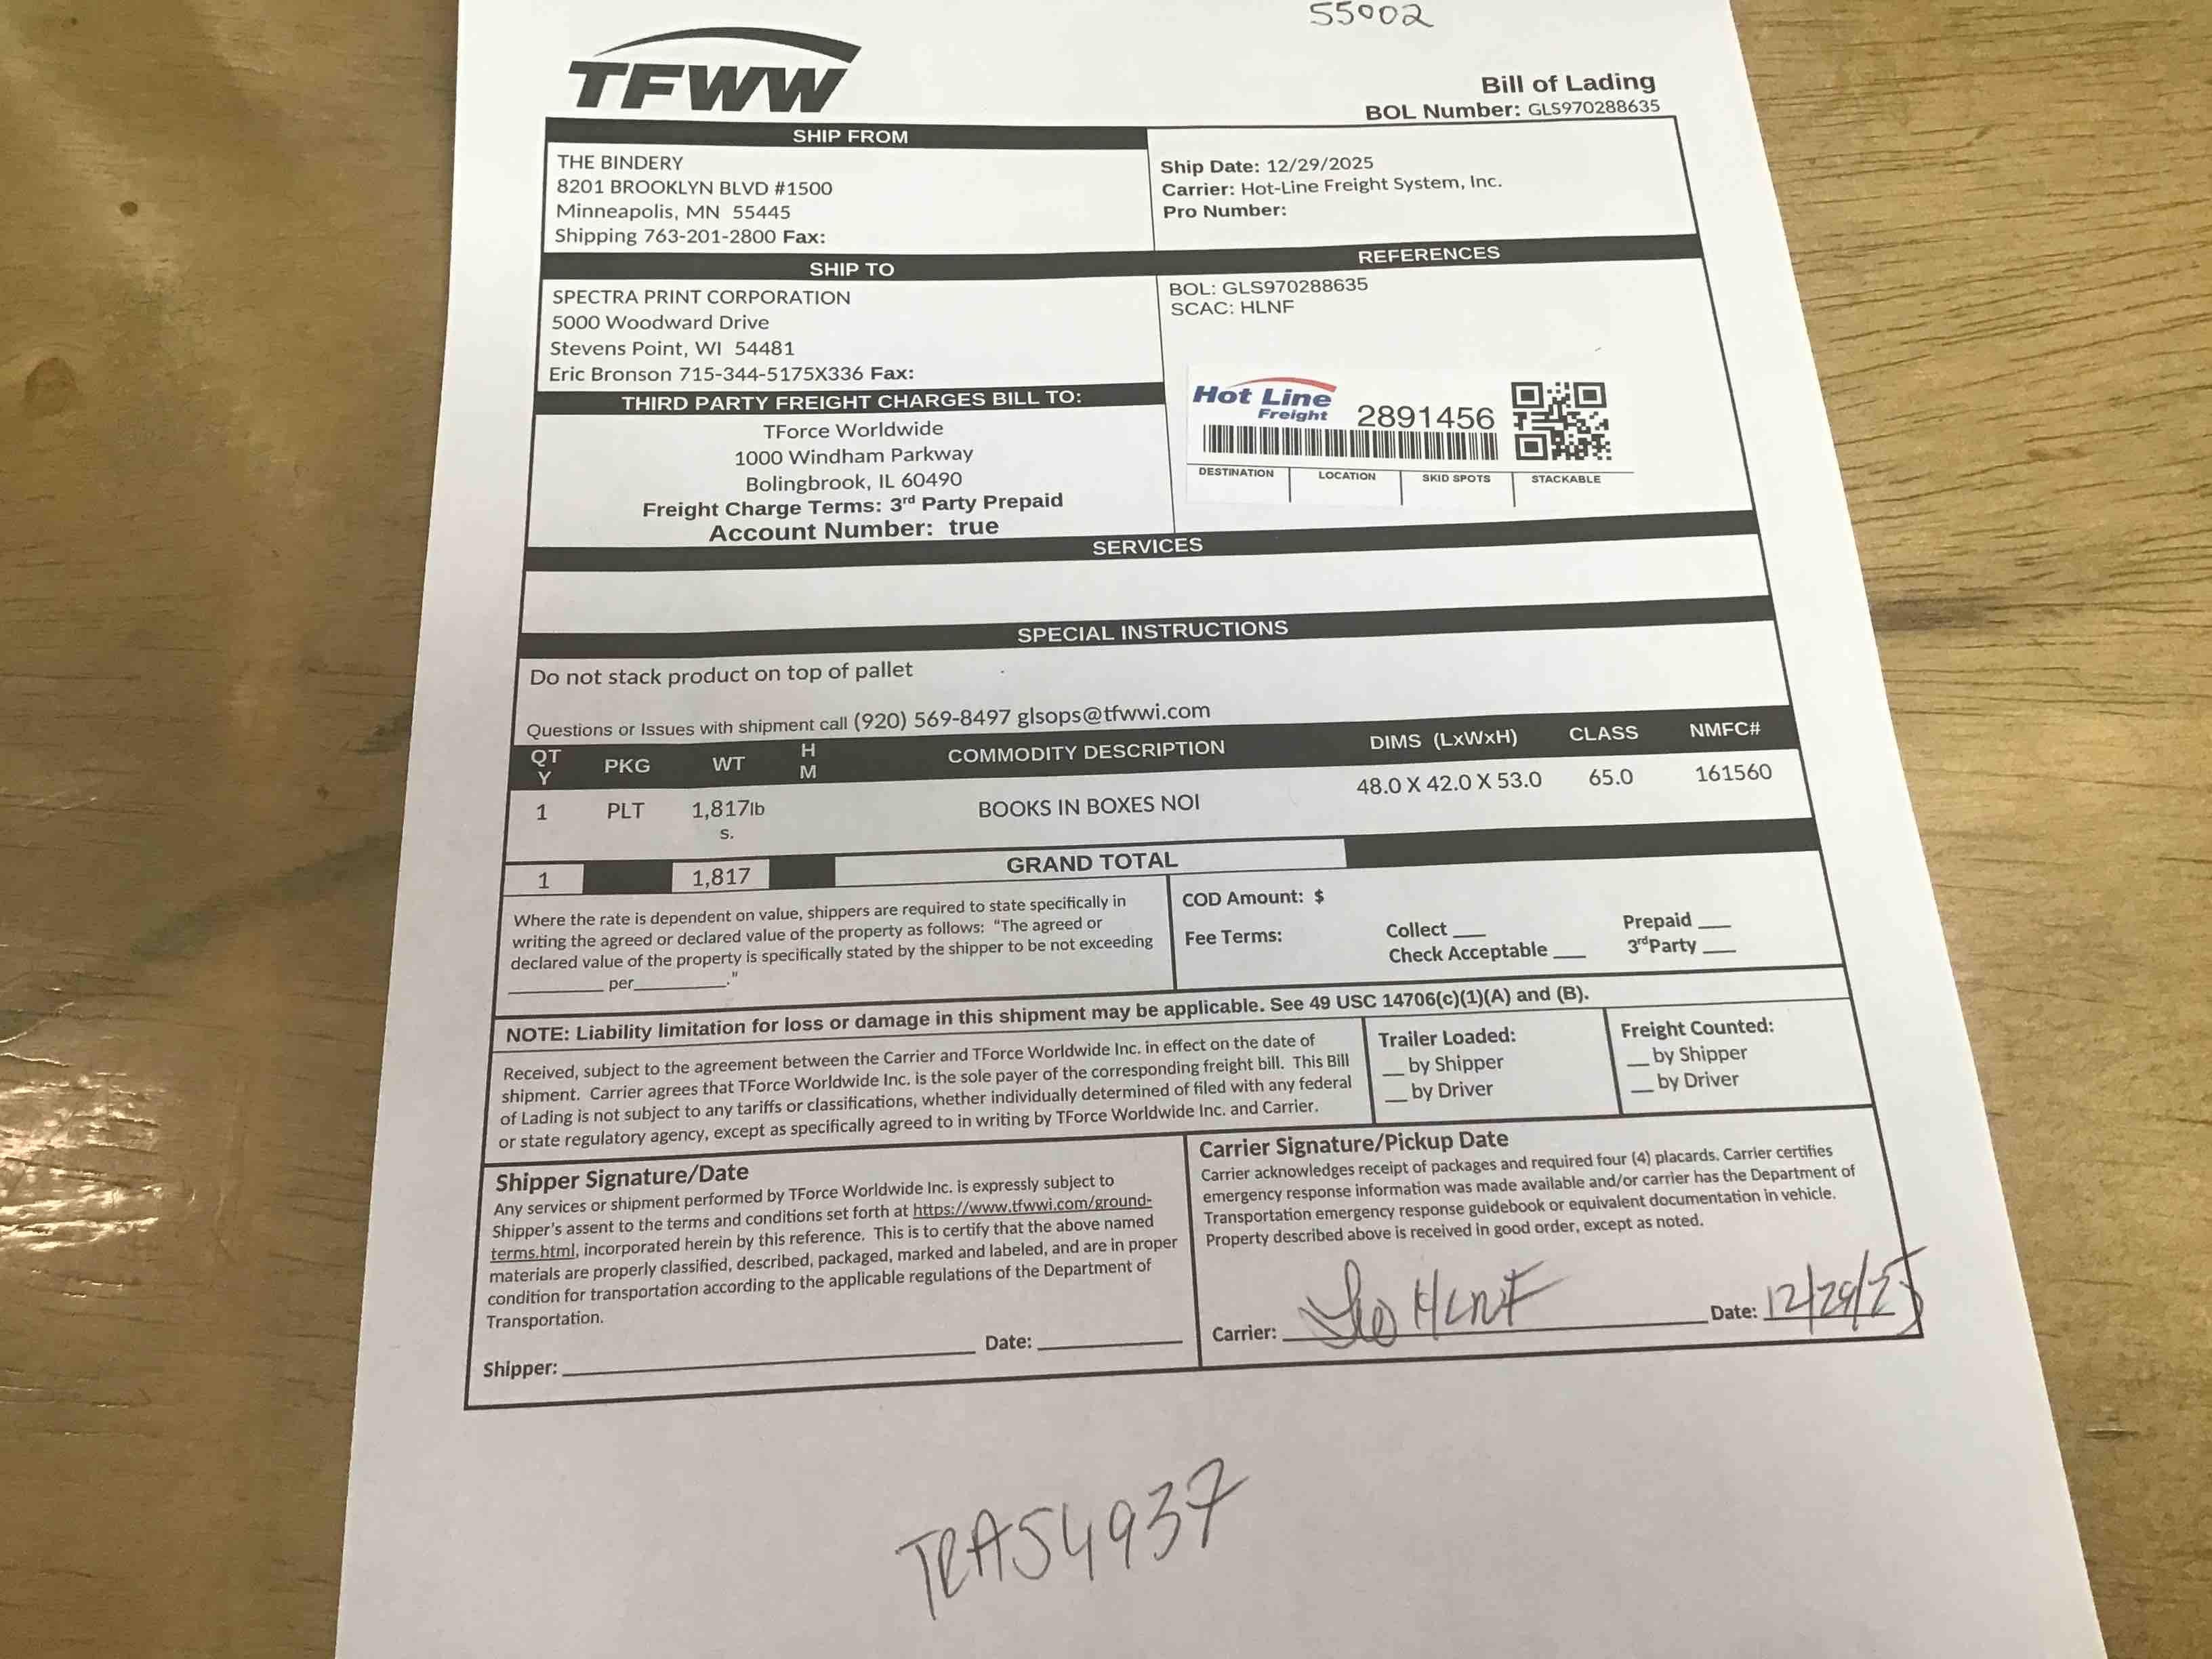 55002
TFWW
Bill of Lading
BOL Number: GLS970288635
SHIP FROM
THE BINDERY
8201 BROOKLYN BLVD #1500
Minneapolis, MN 55445
Shipping 763-201-2800 Fax:
Ship Date: 12/29/2025
Carrier: Hot-Line Freight System, Inc.
Pro Number:
SHIP TO
SPECTRA PRINT CORPORATION
5000 Woodward Drive
Stevens Point, WI 54481
Eric Bronson 715-344-5175X336 Fax:
REFERENCES
BOL: GLS970288635
SCAC: HLNF
Hot Line
Freight
2891456
DESTINATION LOCATION SKID SPOTS STACKABLE
THIRD PARTY FREIGHT CHARGES BILL TO:
TForce Worldwide
1000 Windham Parkway
Bolingbrook, IL 60490
Freight Charge Terms: 3rd Party Prepaid
Account Number: true
SERVICES
SPECIAL INSTRUCTIONS
Do not stack product on top of pallet
Questions or Issues with shipment call (920) 569-8497 glsops@tfwwi.com
QT
Y PKG WT H
M COMMODITY DESCRIPTION DIMS (LxWxH) CLASS NMFC#
1 PLT 1,817lb
s. BOOKS IN BOXES NOI 48.0 X 42.0 X 53.0 65.0 161560
1 1,817 GRAND TOTAL
Where the rate is dependent on value, shippers are required to state specifically in
writing the agreed or declared value of the property as follows: "The agreed or
declared value of the property is specifically stated by the shipper to be not exceeding
__________ per__________."
COD Amount: $
Fee Terms: Collect ___ Prepaid ___
Check Acceptable ___ 3rdParty ___
NOTE: Liability limitation for loss or damage in this shipment may be applicable. See 49 USC 14706(c)(1)(A) and (B).
Received, subject to the agreement between the Carrier and TForce Worldwide Inc. in effect on the date of
shipment. Carrier agrees that TForce Worldwide Inc. is the sole payer of the corresponding freight bill. This Bill
of Lading is not subject to any tariffs or classifications, whether individually determined of filed with any federal
or state regulatory agency, except as specifically agreed to in writing by TForce Worldwide Inc. and Carrier.
Trailer Loaded:
__ by Shipper
__ by Driver
Freight Counted:
__ by Shipper
__ by Driver
Shipper Signature/Date
Any services or shipment performed by TForce Worldwide Inc. is expressly subject to
Shipper's assent to the terms and conditions set forth at https://www.tfwwi.com/ground-
terms.html, incorporated herein by this reference. This is to certify that the above named
materials are properly classified, described, packaged, marked and labeled, and are in proper
condition for transportation according to the applicable regulations of the Department of
Transportation.
Shipper: __________ Date: __________
Carrier Signature/Pickup Date
Carrier acknowledges receipt of packages and required four (4) placards. Carrier certifies
emergency response information was made available and/or carrier has the Department of
Transportation emergency response guidebook or equivalent documentation in vehicle.
Property described above is received in good order, except as noted.
Carrier: HLNF Date: 12/29/25
TRA54937